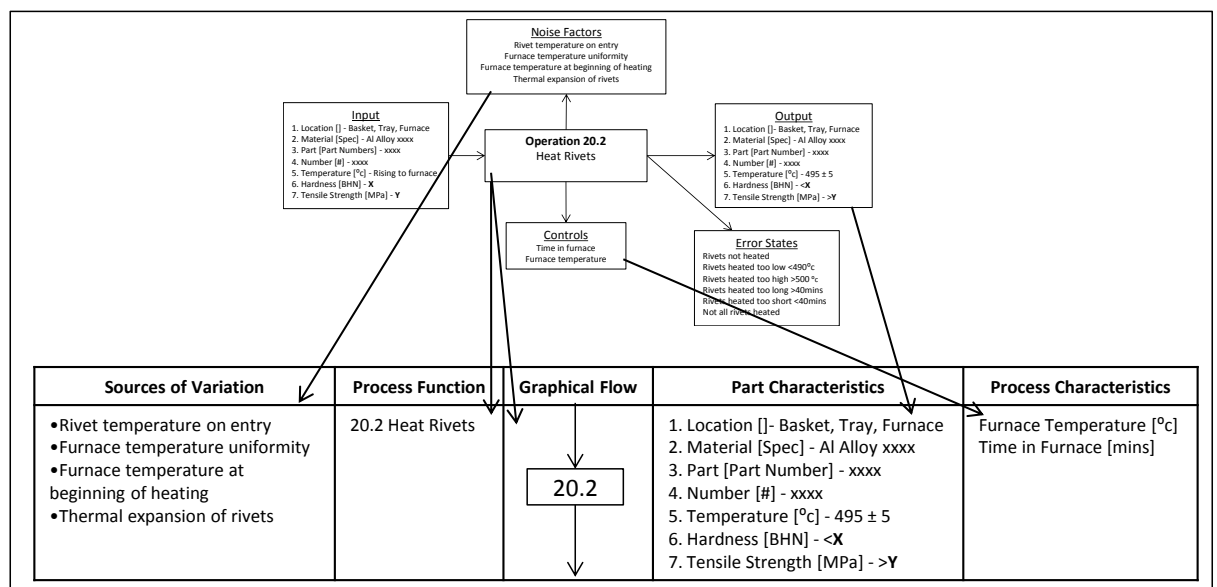 Noise Factors
Rivet temperature on entry
Furnace temperature uniformity
Furnace temperature at beginning of heating
Thermal expansion of rivets
Input
1. Location [] - Basket, Tray, Furnace
2. Material [Spec] - Al Alloy xxxx
3. Part [Part Numbers] - xxxx
4. Number [#] - xxxx
5. Temperature [⁰c] - Rising to furnace
6. Hardness [BHN] - X
7. Tensile Strength [MPa] - Y
Operation 20.2
Heat Rivets
Output
1. Location []- Basket, Tray, Furnace
2. Material [Spec] - Al Alloy xxxx
3. Part [Part Number] - xxxx
4. Number [#] - xxxx
5. Temperature [⁰c] - 495 ± 5
6. Hardness [BHN] - <X
7. Tensile Strength [MPa] - >Y
Controls
Time in furnace
Furnace temperature
Error States
Rivets not heated
Rivets heated too low <490⁰c
Rivets heated too high >500 ⁰c
Rivets heated too long >40mins
Rivets heated too short <40mins
Not all rivets heated
Sources of Variation
Process Function
Graphical Flow
Part Characteristics
Process Characteristics
•Rivet temperature on entry
•Furnace temperature uniformity
•Furnace temperature at
beginning of heating
•Thermal expansion of rivets
20.2 Heat Rivets
20.2
1. Location []- Basket, Tray, Furnace
2. Material [Spec] - Al Alloy xxxx
3. Part [Part Number] - xxxx
4. Number [#] - xxxx
5. Temperature [⁰c] - 495 ± 5
6. Hardness [BHN] - <X
7. Tensile Strength [MPa] - >Y
Furnace Temperature [⁰c]
Time in Furnace [mins]